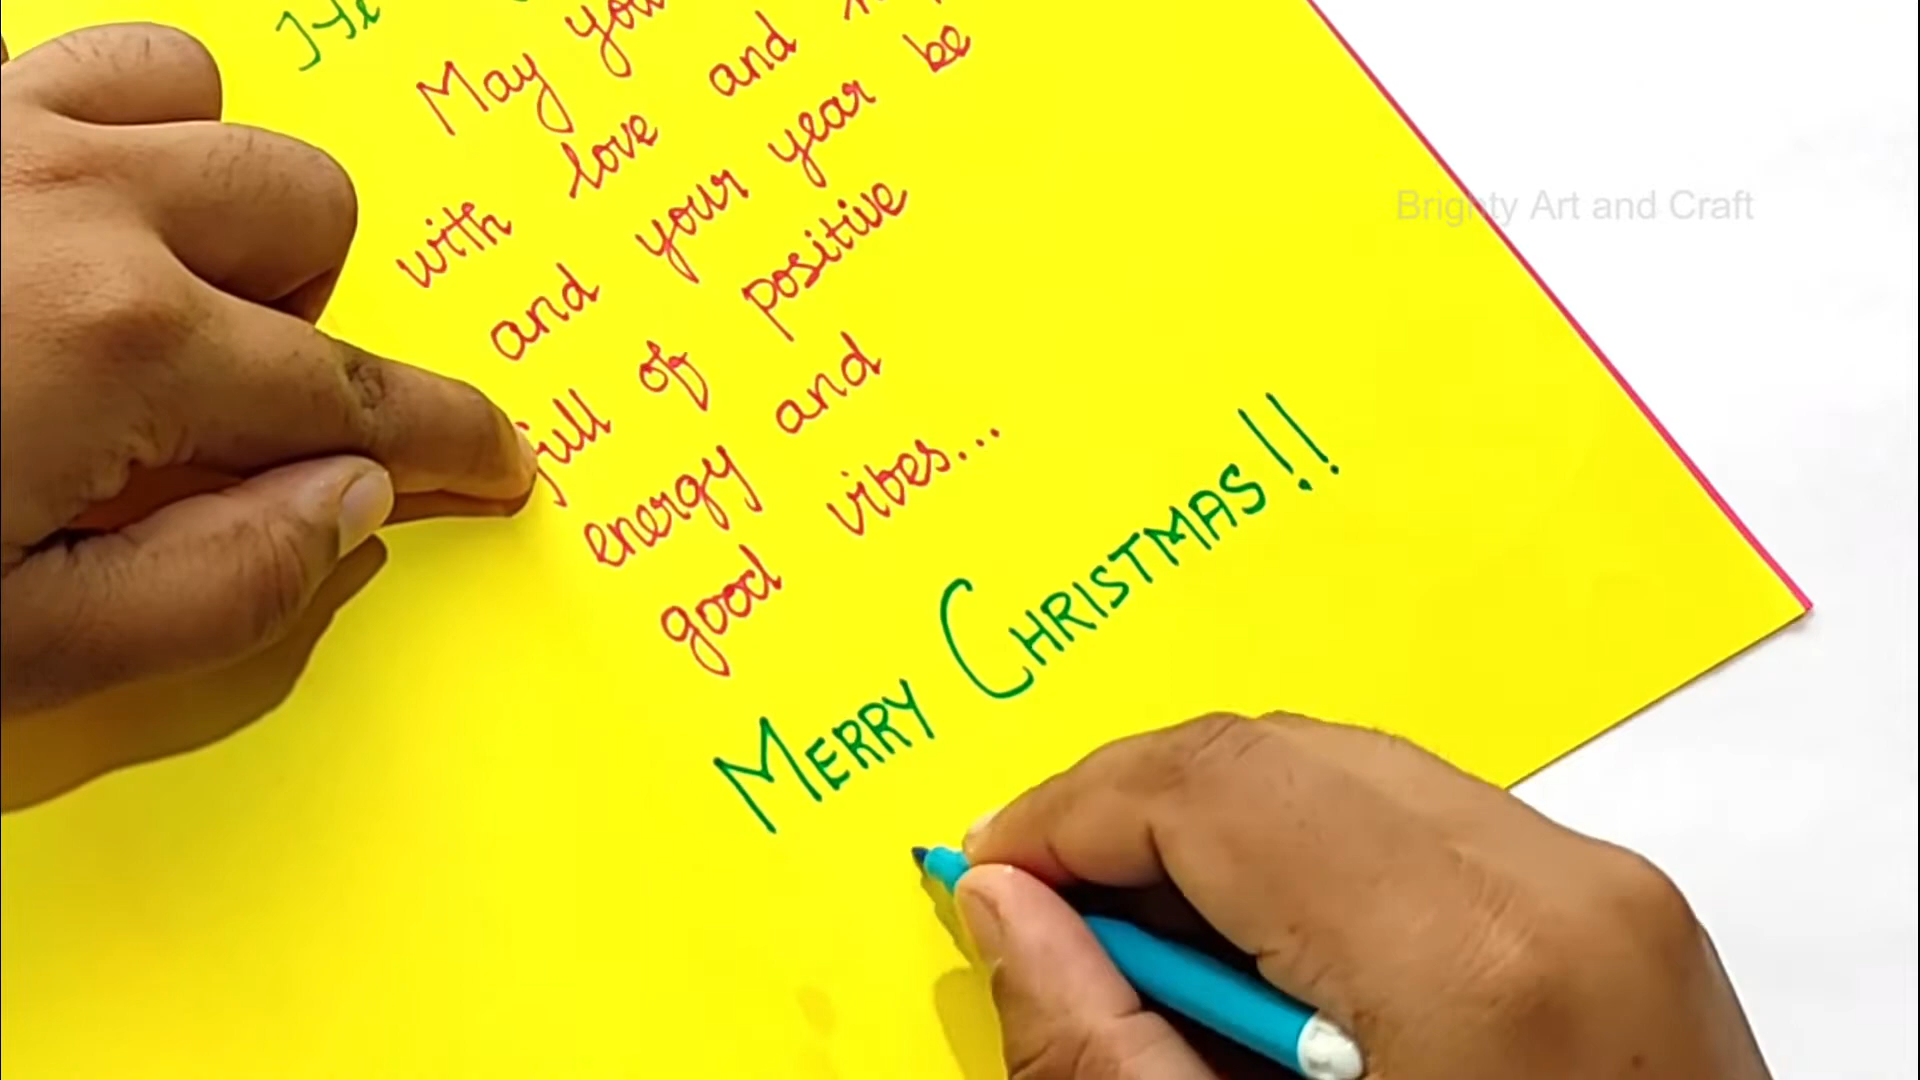 May
with love and
and your year be
full of positive
energy and
good vibes...
MERRY CHRISTMAS!!
Brighty Art and Craft